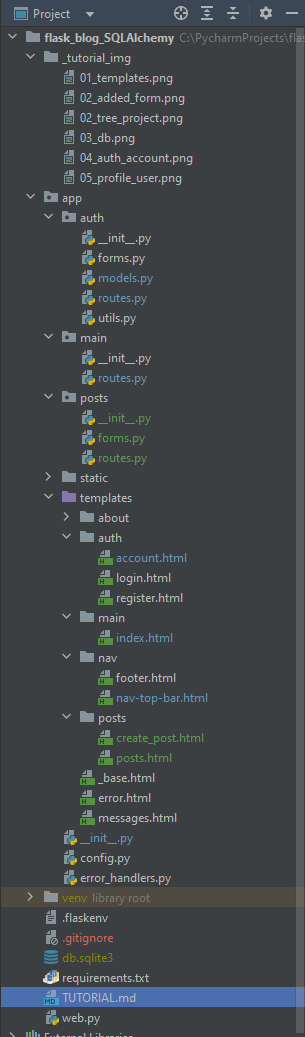 Project
flask_blog_SQLAlchemy C:\PycharmProjects\flas
_tutorial_img
01_templates.png
02_added_form.png
02_tree_project.png
03_db.png
04_auth_account.png
05_profile_user.png
app
auth
__init__.py
forms.py
models.py
routes.py
utils.py
main
__init__.py
routes.py
posts
__init__.py
forms.py
routes.py
static
templates
about
auth
account.html
login.html
register.html
main
index.html
nav
footer.html
nav-top-bar.html
posts
create_post.html
posts.html
_base.html
error.html
messages.html
__init__.py
config.py
error_handlers.py
venv library root
.flaskenv
.gitignore
db.sqlite3
requirements.txt
TUTORIAL.md
web.py
External Libraries